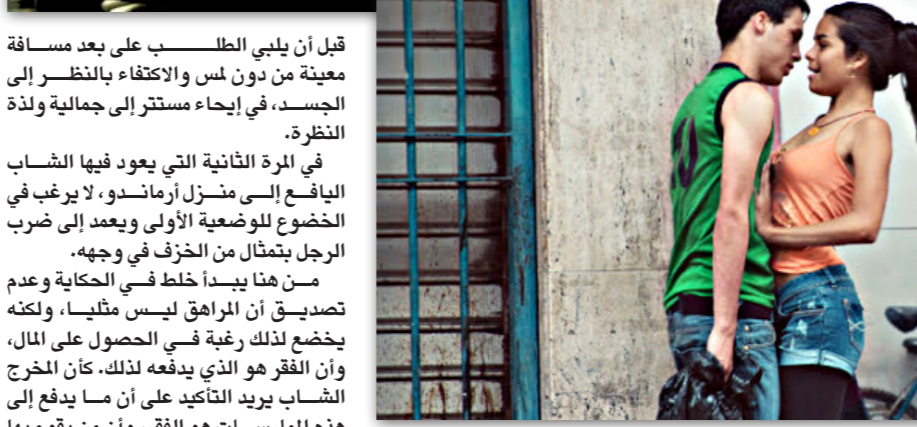 قبل أن يلبي الطلب على بعد مسافة
معينة من دون لمس والاكتفاء بالنظر إلى
الجسد، في إيحاء مستتر إلى جمالية ولذة
النظرة.
في المرة الثانية التي يعود فيها الشاب
اليافع إلى منزل أرماندو، لا يرغب في
الخضوع للوضعية الأولى ويعمد إلى ضرب
الرجل بتمثال من الخزف في وجهه.
من هنا يبدأ خلط في الحكاية وعدم
تصديق أن المراهق ليس مثليا، ولكنه
يخضع لذلك رغبة في الحصول على المال،
وأن الفقر هو الذي يدفعه لذلك. كأن المخرج
الشاب يريد التأكيد على أن ما يدفع إلى